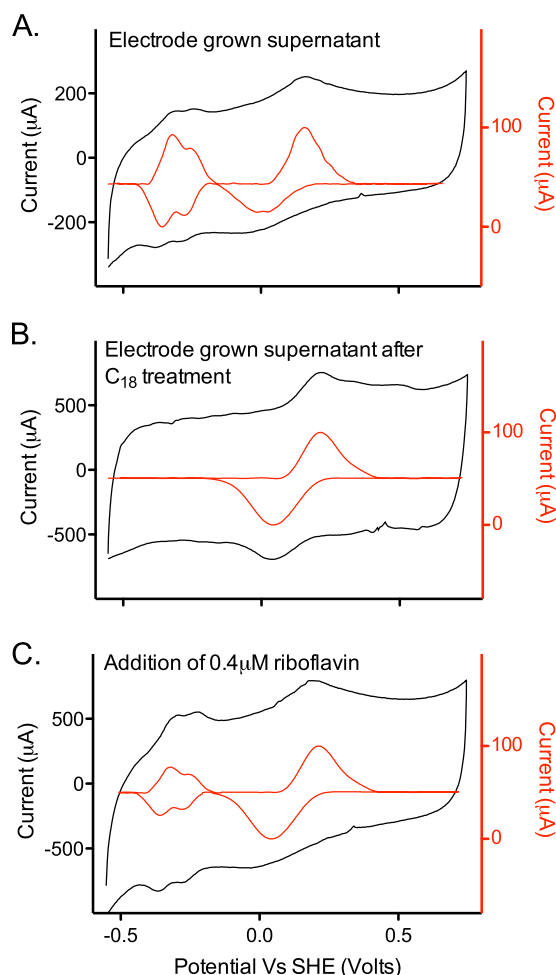 A.
Electrode grown supernatant
Current (μA)
200
0
-200
100
0
Current (μA)
B.
Electrode grown supernatant after
C18 treatment
Current (μA)
500
0
-500
100
0
Current (μA)
C.
Addition of 0.4μM riboflavin
Current (μA)
500
0
-500
100
0
Current (μA)
-0.5 0.0 0.5
Potential Vs SHE (Volts)